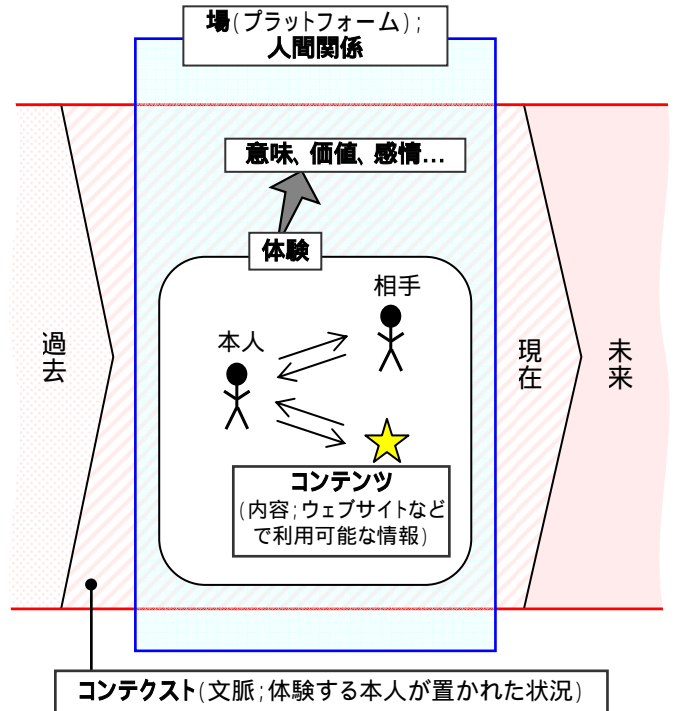 場(プラットフォーム);
人間関係
意味、価値、感情...
体験
相手
本人
過去
現在
未来
コンテンツ
(内容;ウェブサイトなど
で利用可能な情報)
コンテクスト(文脈;体験する本人が置かれた状況)